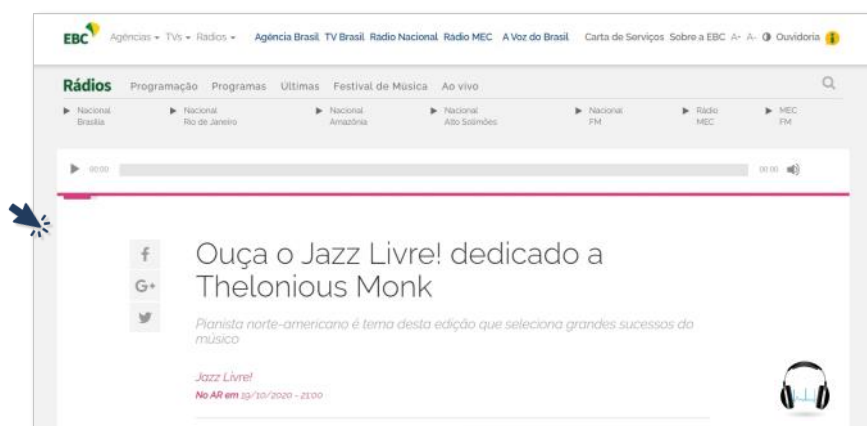 EBC Agências TVs Rádios Agência Brasil TV Brasil Rádio Nacional Rádio MEC A Voz do Brasil Carta de Serviços Sobre a EBC A+ A- Ouvidoria i
Rádios Programação Programas Últimas Festival de Música Ao vivo
Nacional Nacional Nacional Nacional Nacional Rádio MEC
Brasília Rio de Janeiro Amazônia Alto Solimões FM MEC FM
00:00 00:00
f
G+
Ouça o Jazz Livre! dedicado a
Thelonious Monk
Pianista norte-americano é tema desta edição que seleciona grandes sucessos do
músico
Jazz Livre!
No AR em 19/10/2020 - 21:00